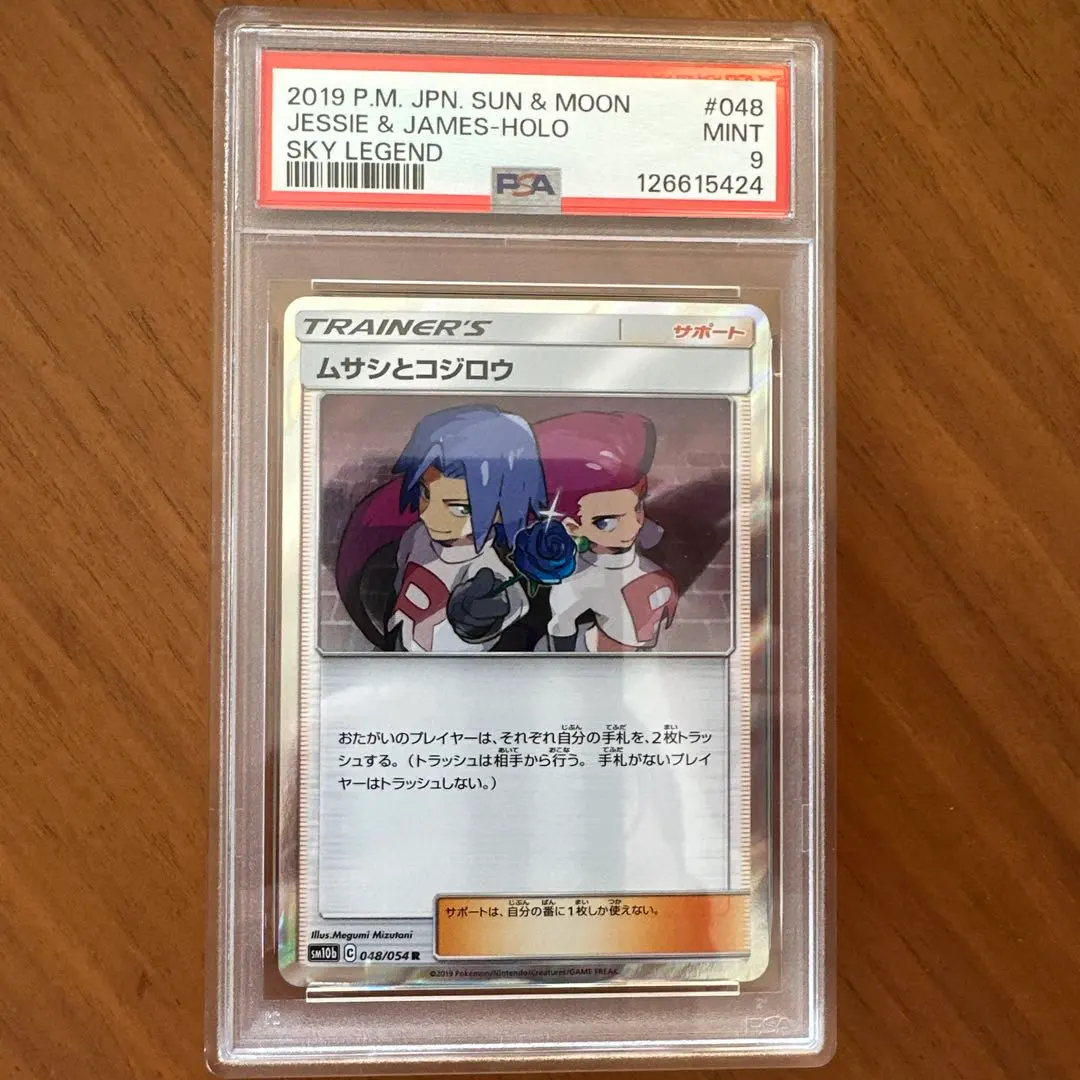 2019 P.M. JPN. SUN & MOON #048
JESSIE & JAMES-HOLO MINT
SKY LEGEND 9
PSA 126615424
TRAINER'S サポート
ムサシとコジロウ
おたがいのプレイヤーは、それぞれ自分の手札を、2枚トラッ
シュする。(トラッシュは相手から行う。手札がないプレイ
ヤーはトラッシュしない。)
サポートは、自分の番に1枚しか使えない。
Illus.Megumi Mizutani
SM10b C 048/054 R
©2019 Pokémon/Nintendo/Creatures/GAME FREAK
PSA